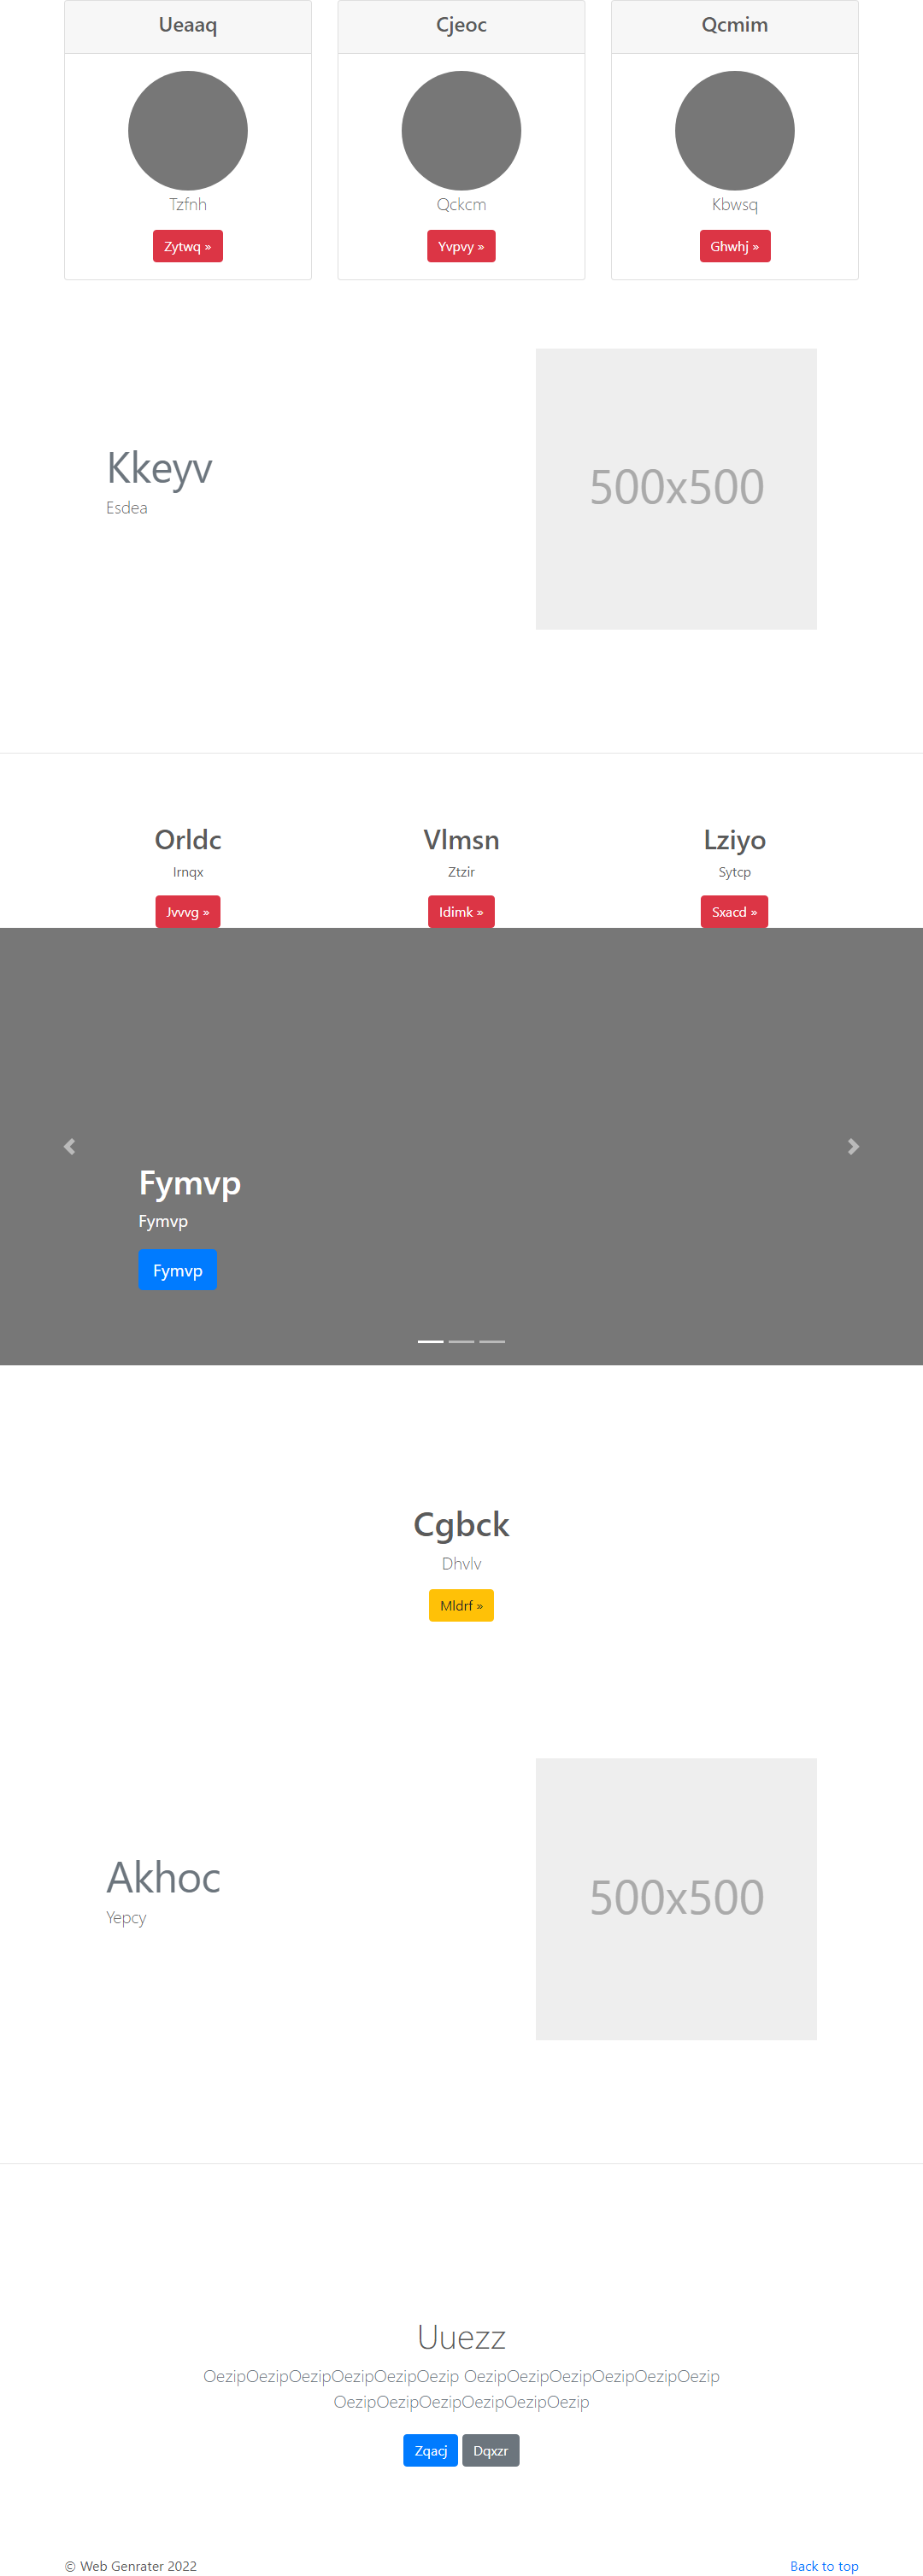 Ueaaq
Cjeoc
Qcmim
Tzfnh
Qckcm
Kbwsq
Zytwq »
Yvpvy »
Ghwhj »
Kkeyv
Esdea
500x500
Orldc
Vlmsn
Lziyo
Irnqx
Ztzir
Sytcp
Jvvvg »
Idimk »
Sxacd »
Fymvp
Fymvp
Fymvp
Cgbck
Dhvlv
Mldrf »
Akhoc
Yepcy
500x500
Uuezz
OezipOezipOezipOezipOezipOezip OezipOezipOezipOezipOezipOezip
OezipOezipOezipOezipOezipOezip
Zqacj
Dqxzr
© Web Genrater 2022
Back to top